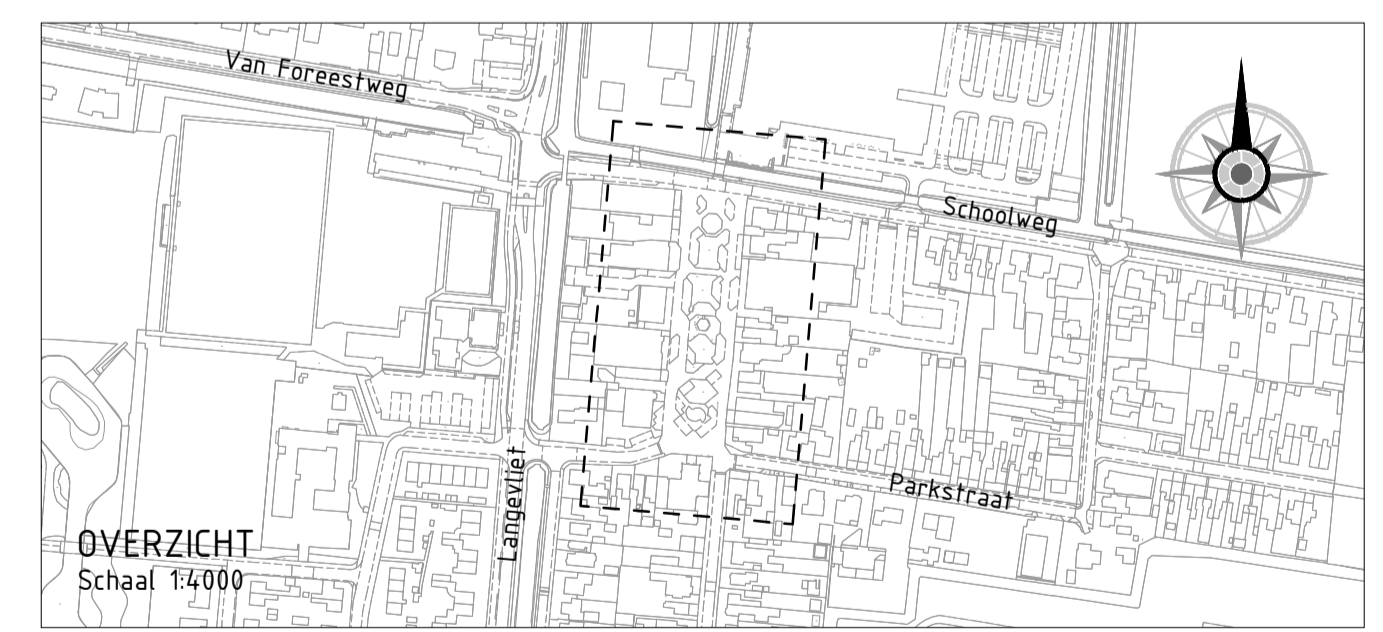 Van Foreestweg
Schoolweg
Parkstraat
Langevliet
OVERZICHT
Schaal 1:4000